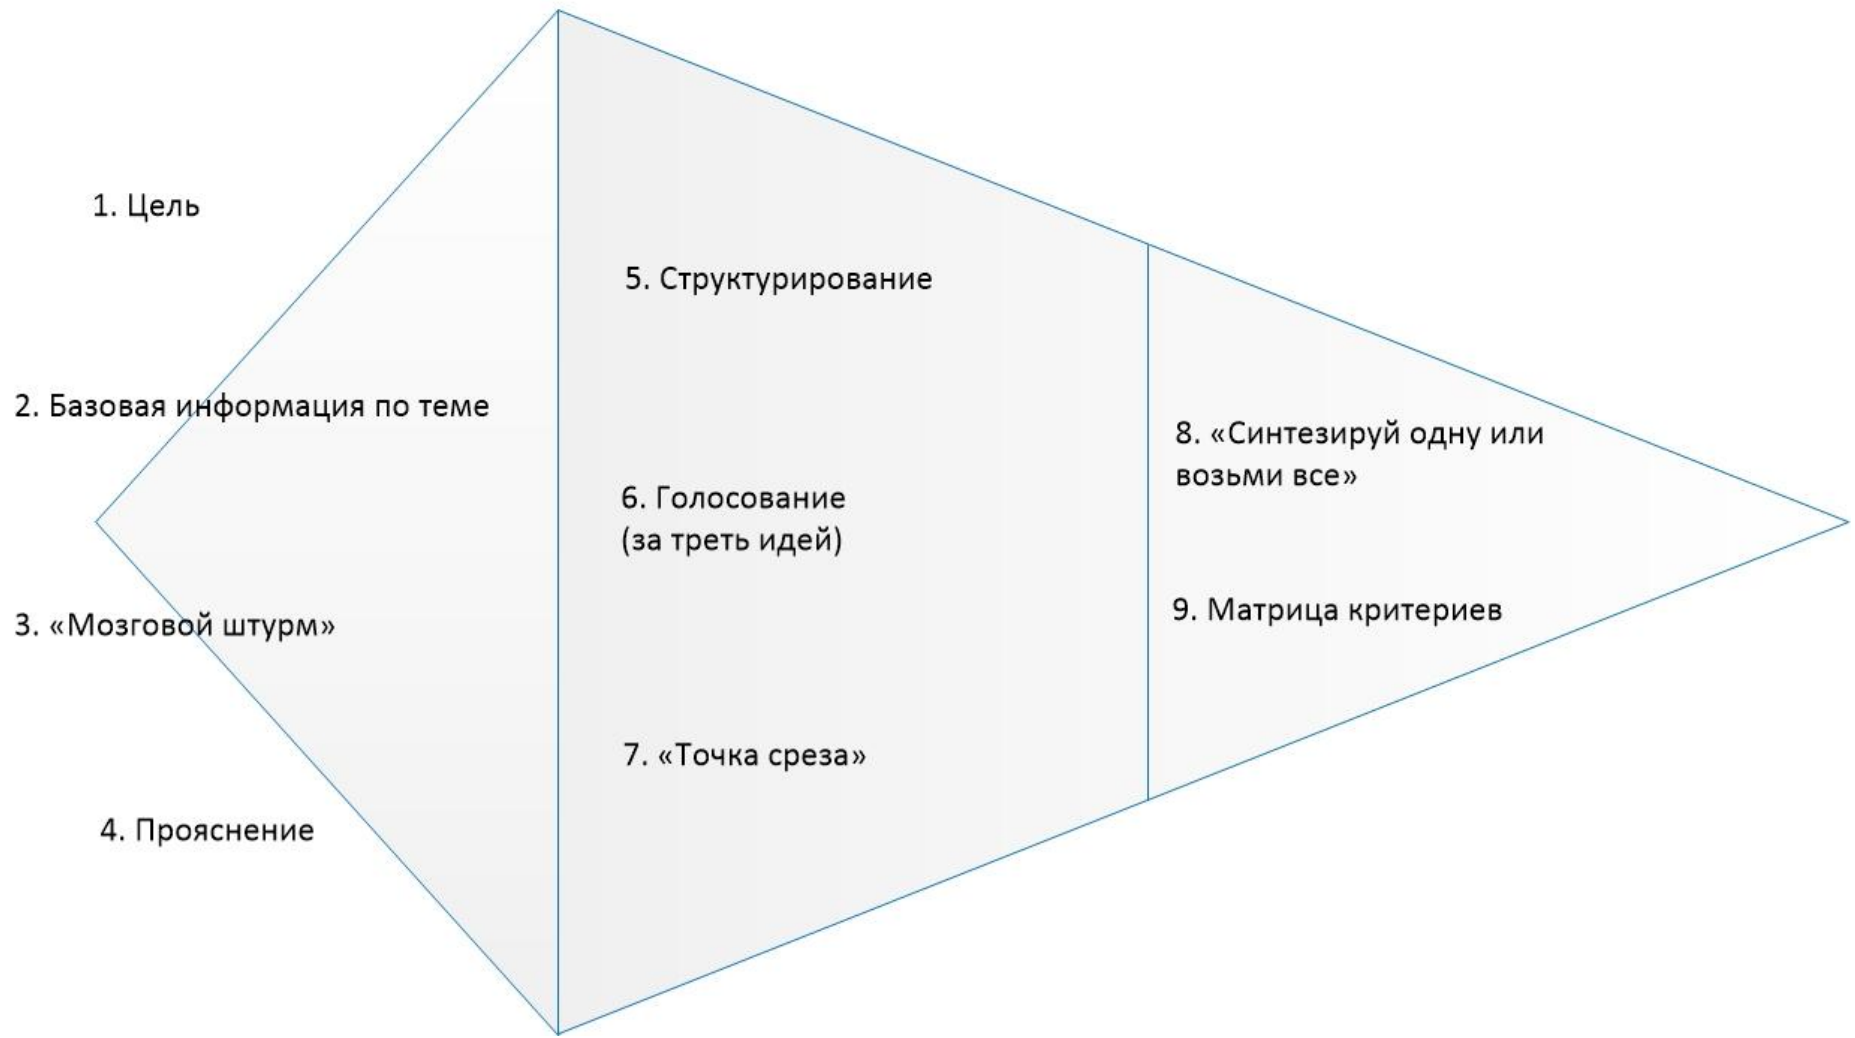 1. Цель
2. Базовая информация по теме
3. «Мозговой штурм»
4. Прояснение
5. Структурирование
6. Голосование
(за треть идей)
7. «Точка среза»
8. «Синтезируй одну или
возьми все»
9. Матрица критериев